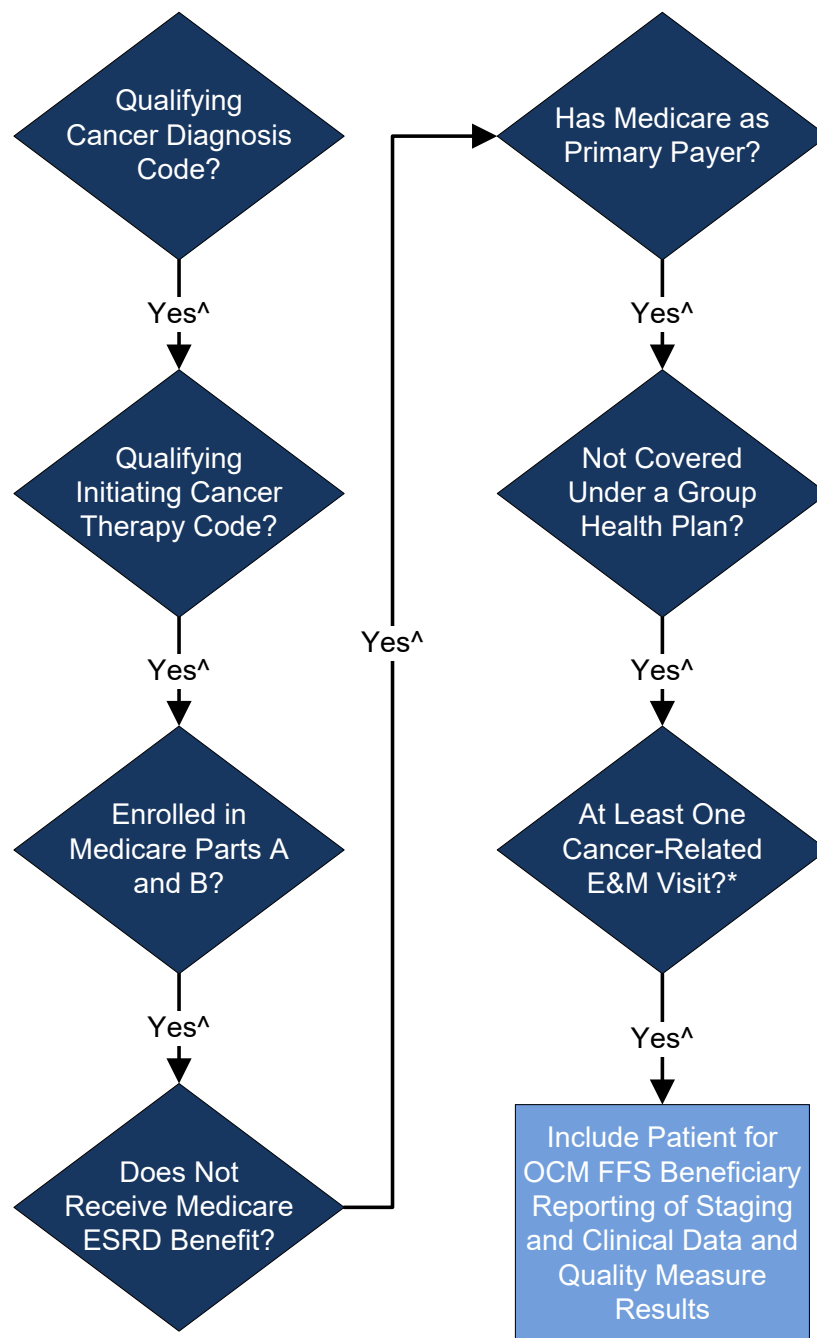 Qualifying
Cancer Diagnosis
Code?
Yes^
Qualifying
Initiating Cancer
Therapy Code?
Yes^
Enrolled in
Medicare Parts A
and B?
Yes^
Does Not
Receive Medicare
ESRD Benefit?
Yes^
Has Medicare as
Primary Payer?
Yes^
Not Covered
Under a Group
Health Plan?
Yes^
At Least One
Cancer-Related
E&M Visit?*
Yes^
Include Patient for
OCM FFS Beneficiary
Reporting of Staging
and Clinical Data and
Quality Measure
Results